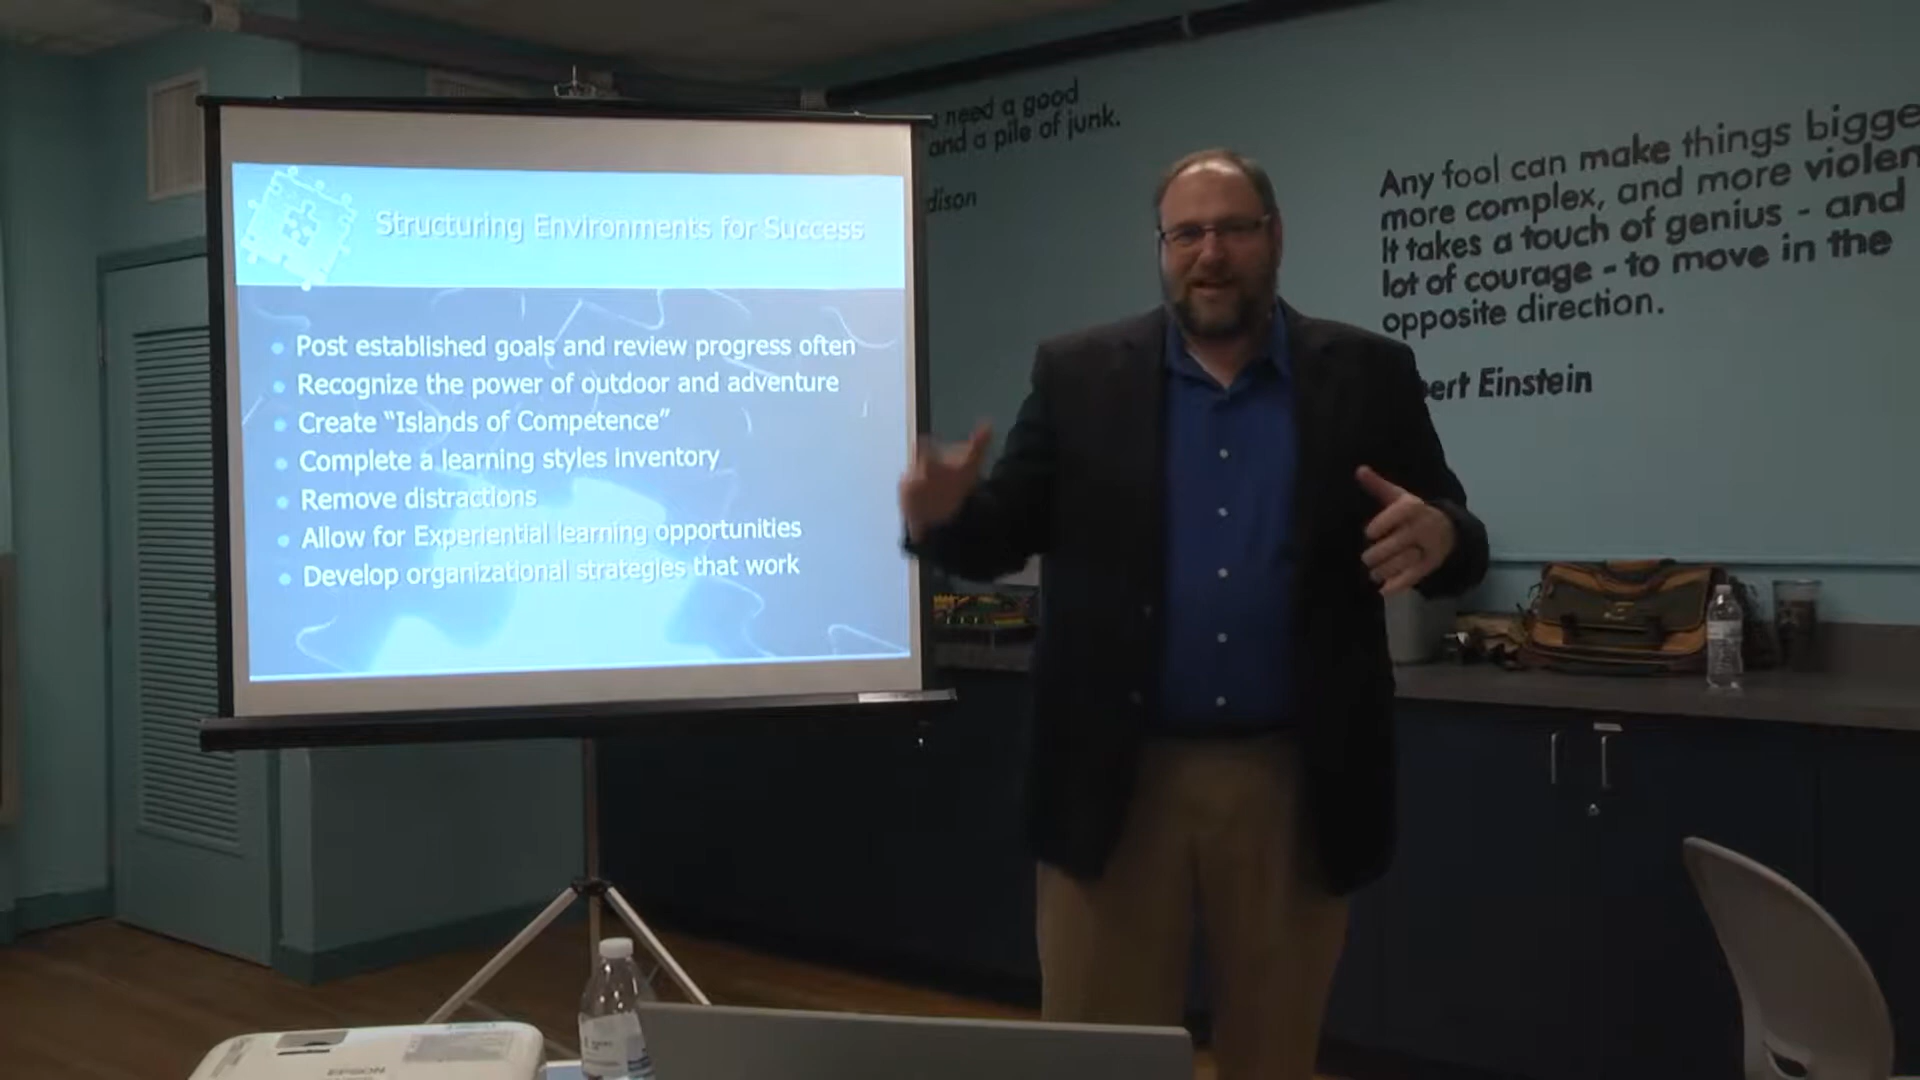 Structuring Environments for Success
Post established goals and review progress often
Recognize the power of outdoor and adventure
Create “Islands of Competence”
Complete a learning styles inventory
Remove distractions
Allow for Experiential learning opportunities
Develop organizational strategies that work
need a good
and a pile of junk.
dison
Any fool can make things bigge
more complex, and more violen
It takes a touch of genius - and
lot of courage - to move in the
opposite direction.
bert Einstein
EPSON